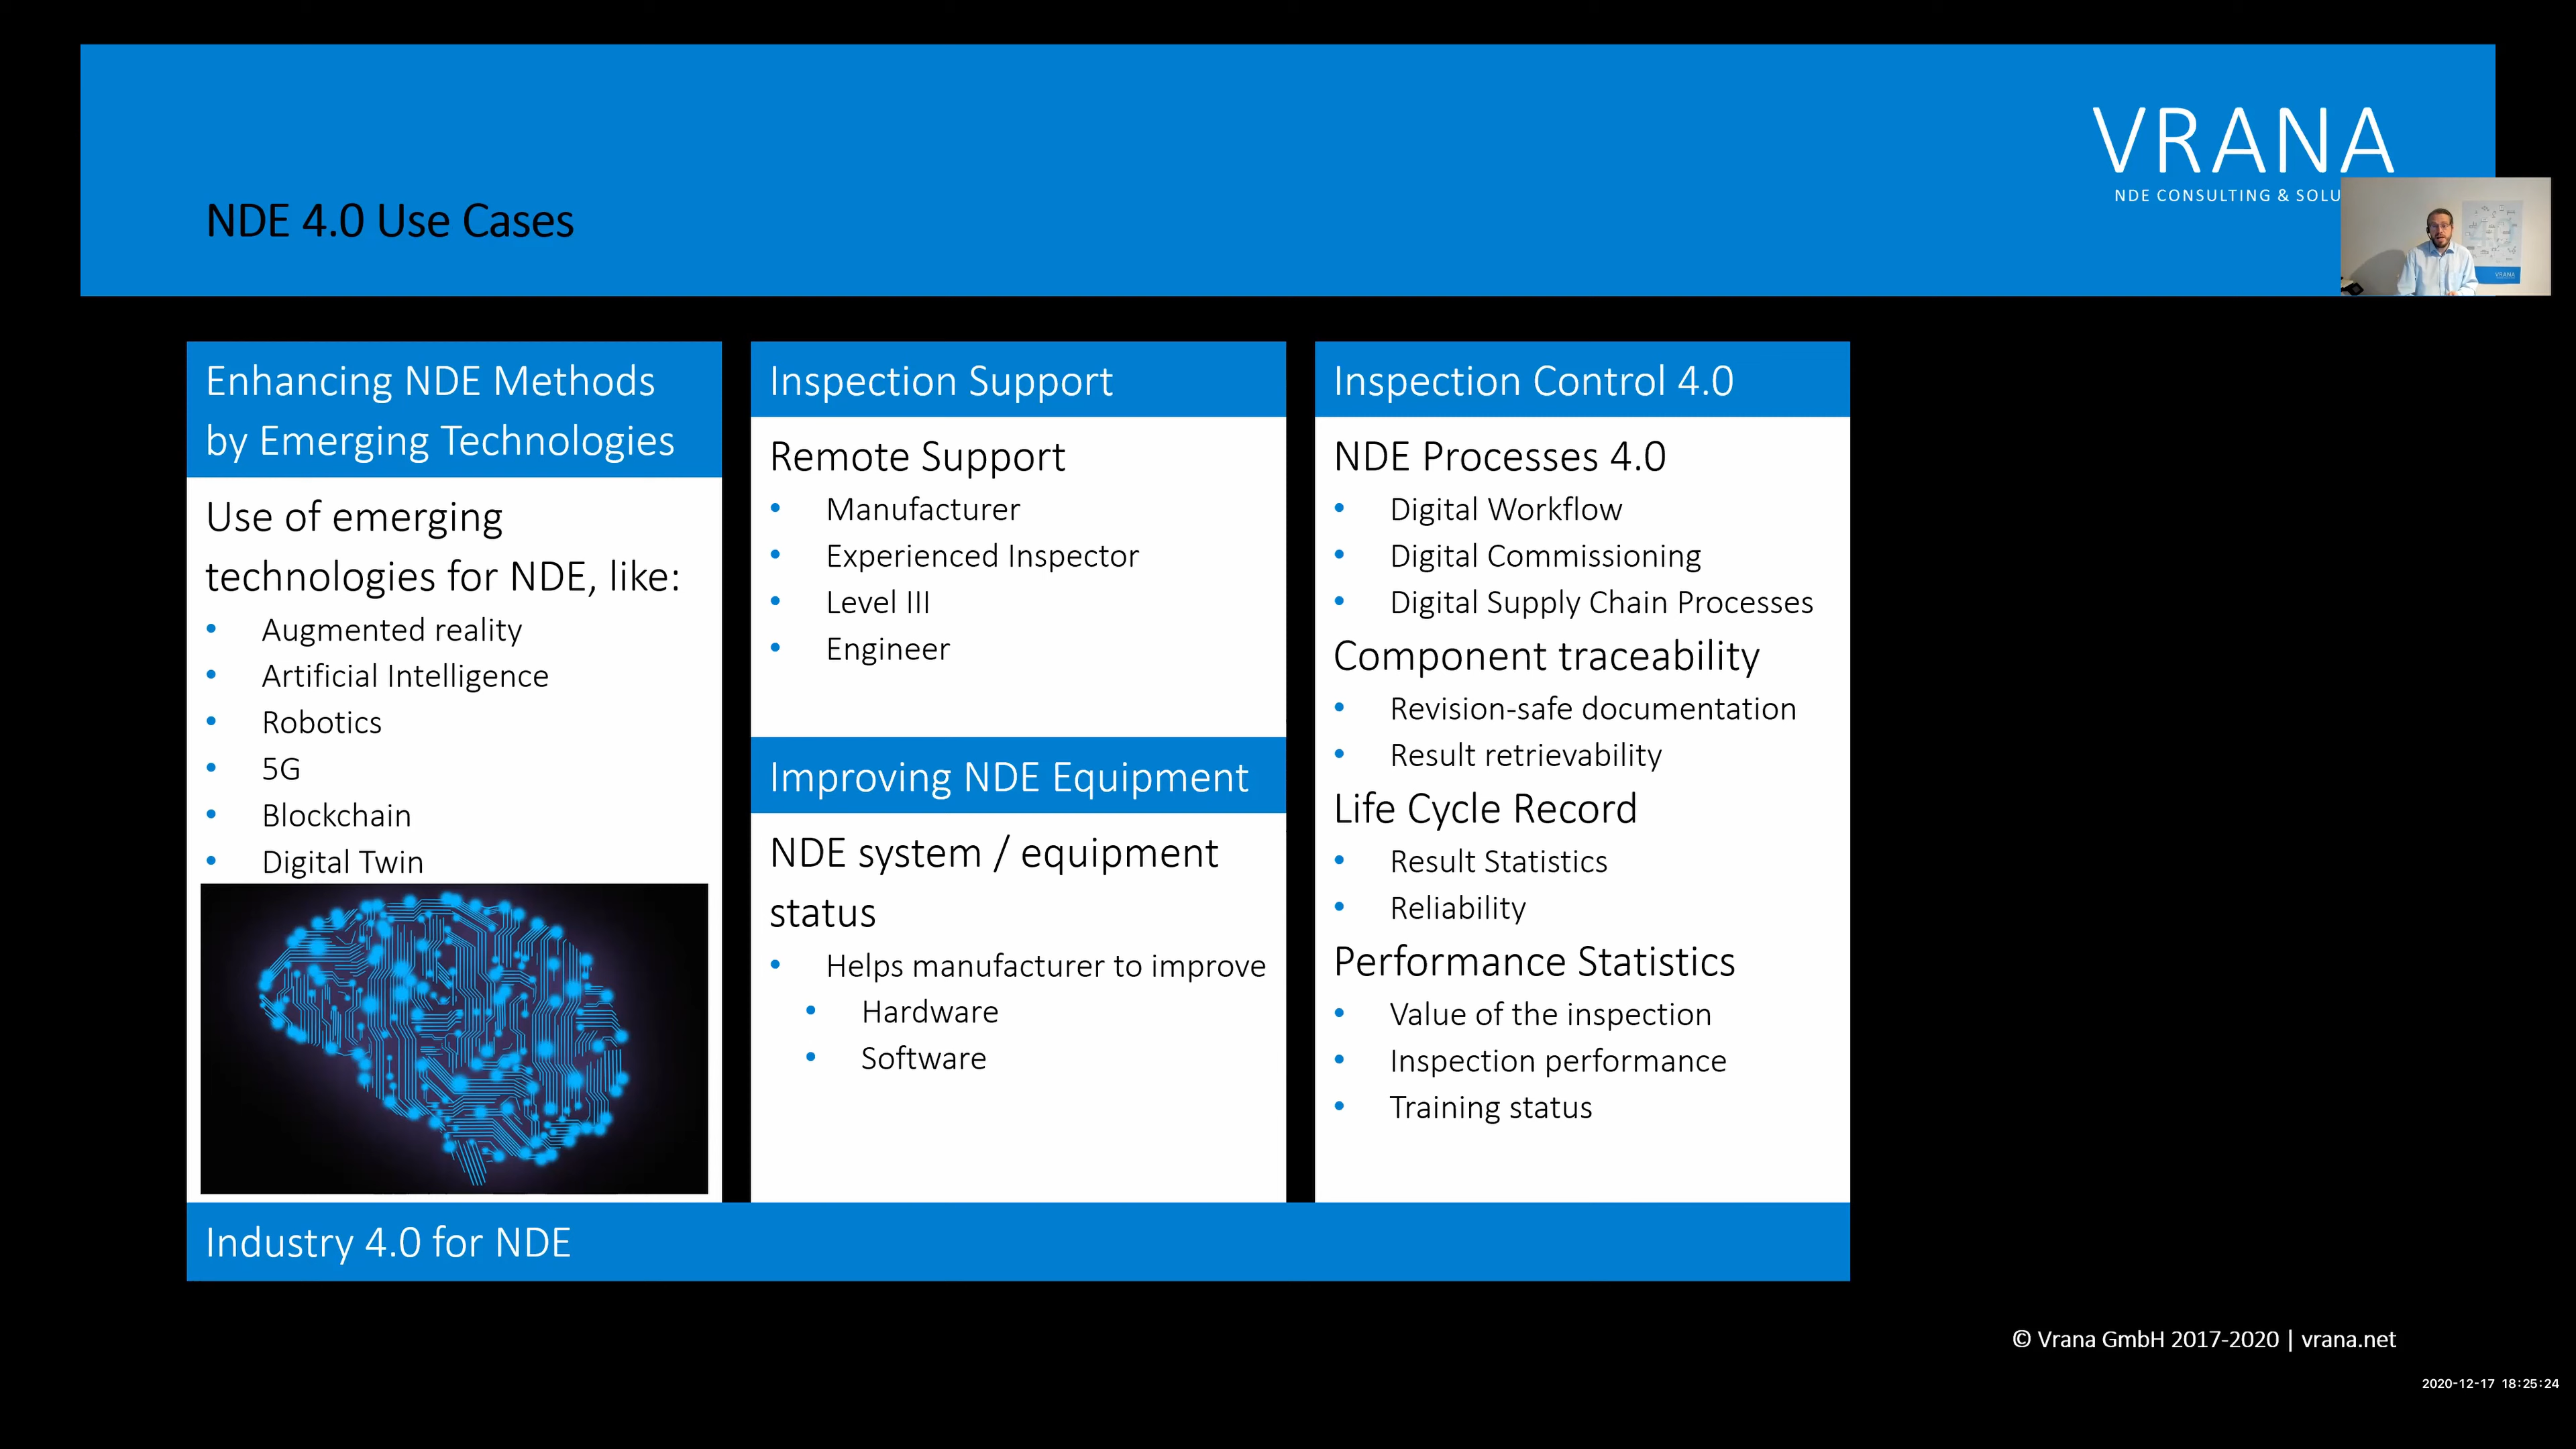 VRANA
NDE CONSULTING & SOLU
NDE 4.0 Use Cases
Enhancing NDE Methods
by Emerging Technologies
Use of emerging
technologies for NDE, like:
• Augmented reality
• Artificial Intelligence
• Robotics
• 5G
• Blockchain
• Digital Twin
Inspection Support
Remote Support
• Manufacturer
• Experienced Inspector
• Level III
• Engineer
Improving NDE Equipment
NDE system / equipment
status
• Helps manufacturer to improve
• Hardware
• Software
Inspection Control 4.0
NDE Processes 4.0
• Digital Workflow
• Digital Commissioning
• Digital Supply Chain Processes
Component traceability
• Revision-safe documentation
• Result retrievability
Life Cycle Record
• Result Statistics
• Reliability
Performance Statistics
• Value of the inspection
• Inspection performance
• Training status
Industry 4.0 for NDE
VRANA
© Vrana GmbH 2017-2020 | vrana.net
2020-12-17 18:25:24